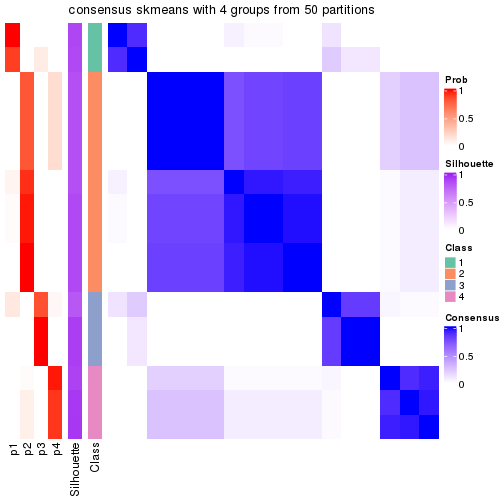 consensus skmeans with 4 groups from 50 partitions
Prob
1
0.5
0
Silhouette
1
0.5
0
Class
1
2
3
4
Consensus
1
0.5
0
p1
p2
p3
p4
Silhouette
Class